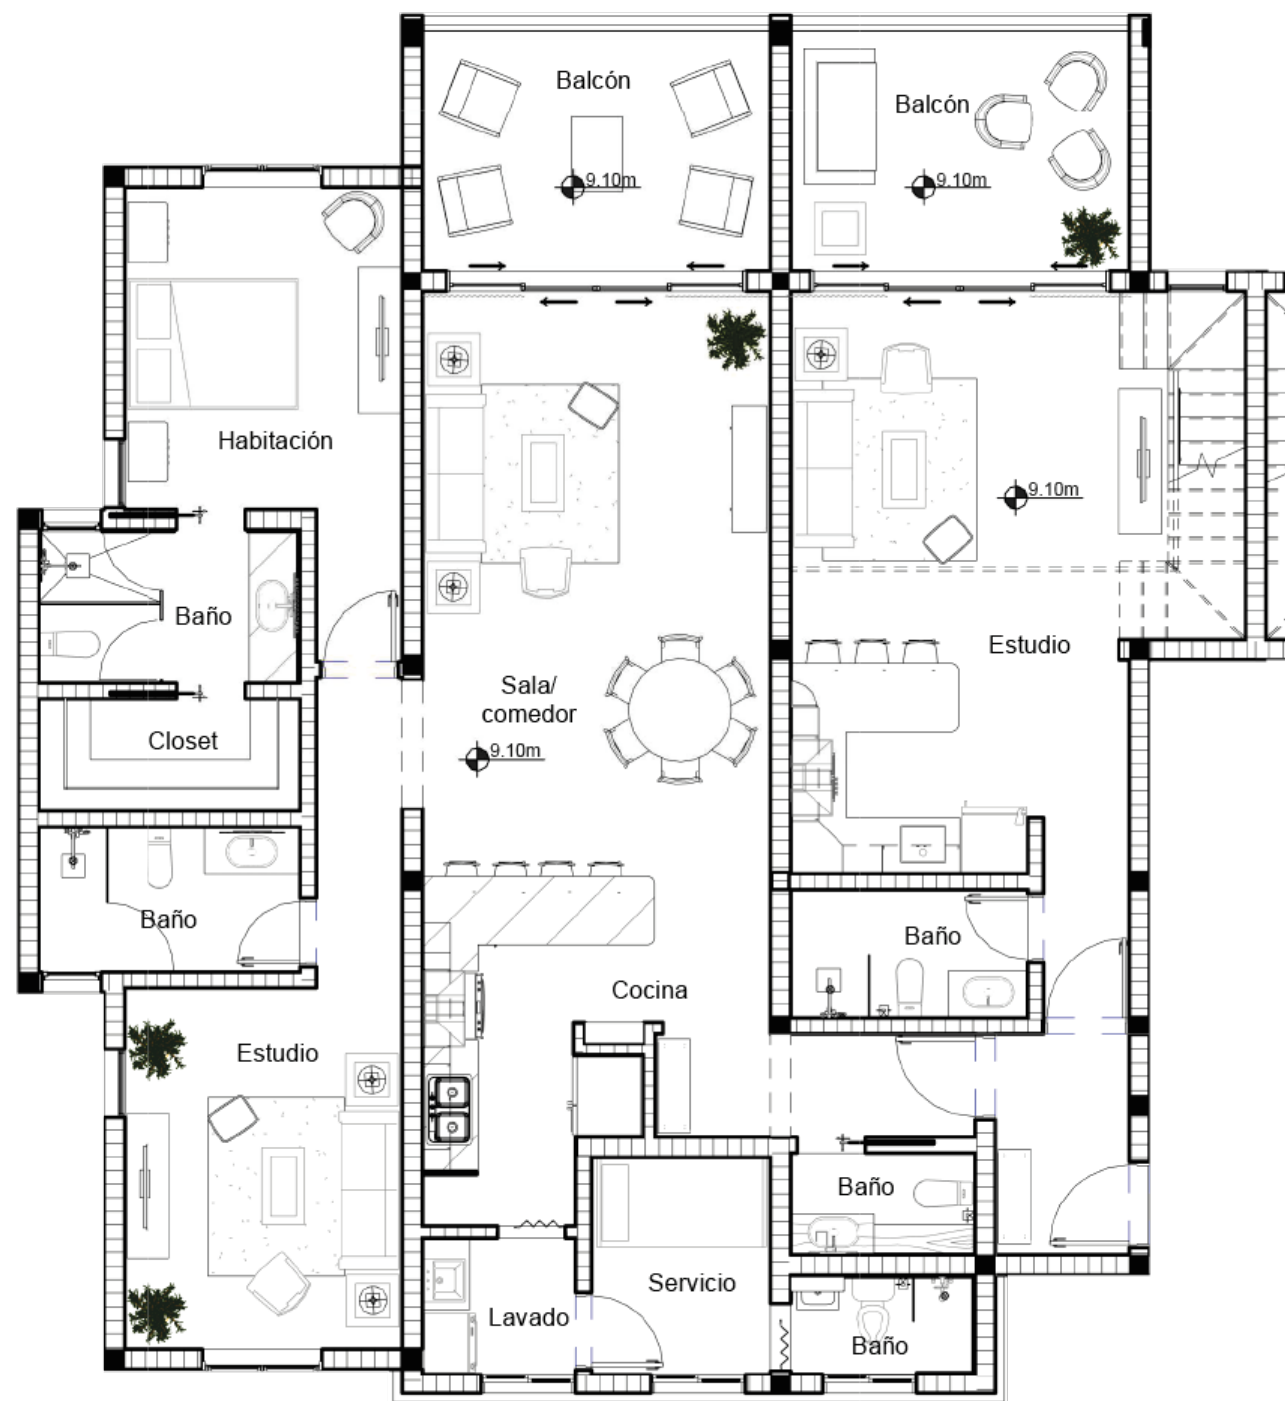 Balcón
Balcón
9.10m
9.10m
Habitación
9.10m
Baño
Estudio
Sala/
comedor
Closet
9.10m
Baño
Baño
Cocina
Estudio
Baño
Servicio
Lavado
Baño